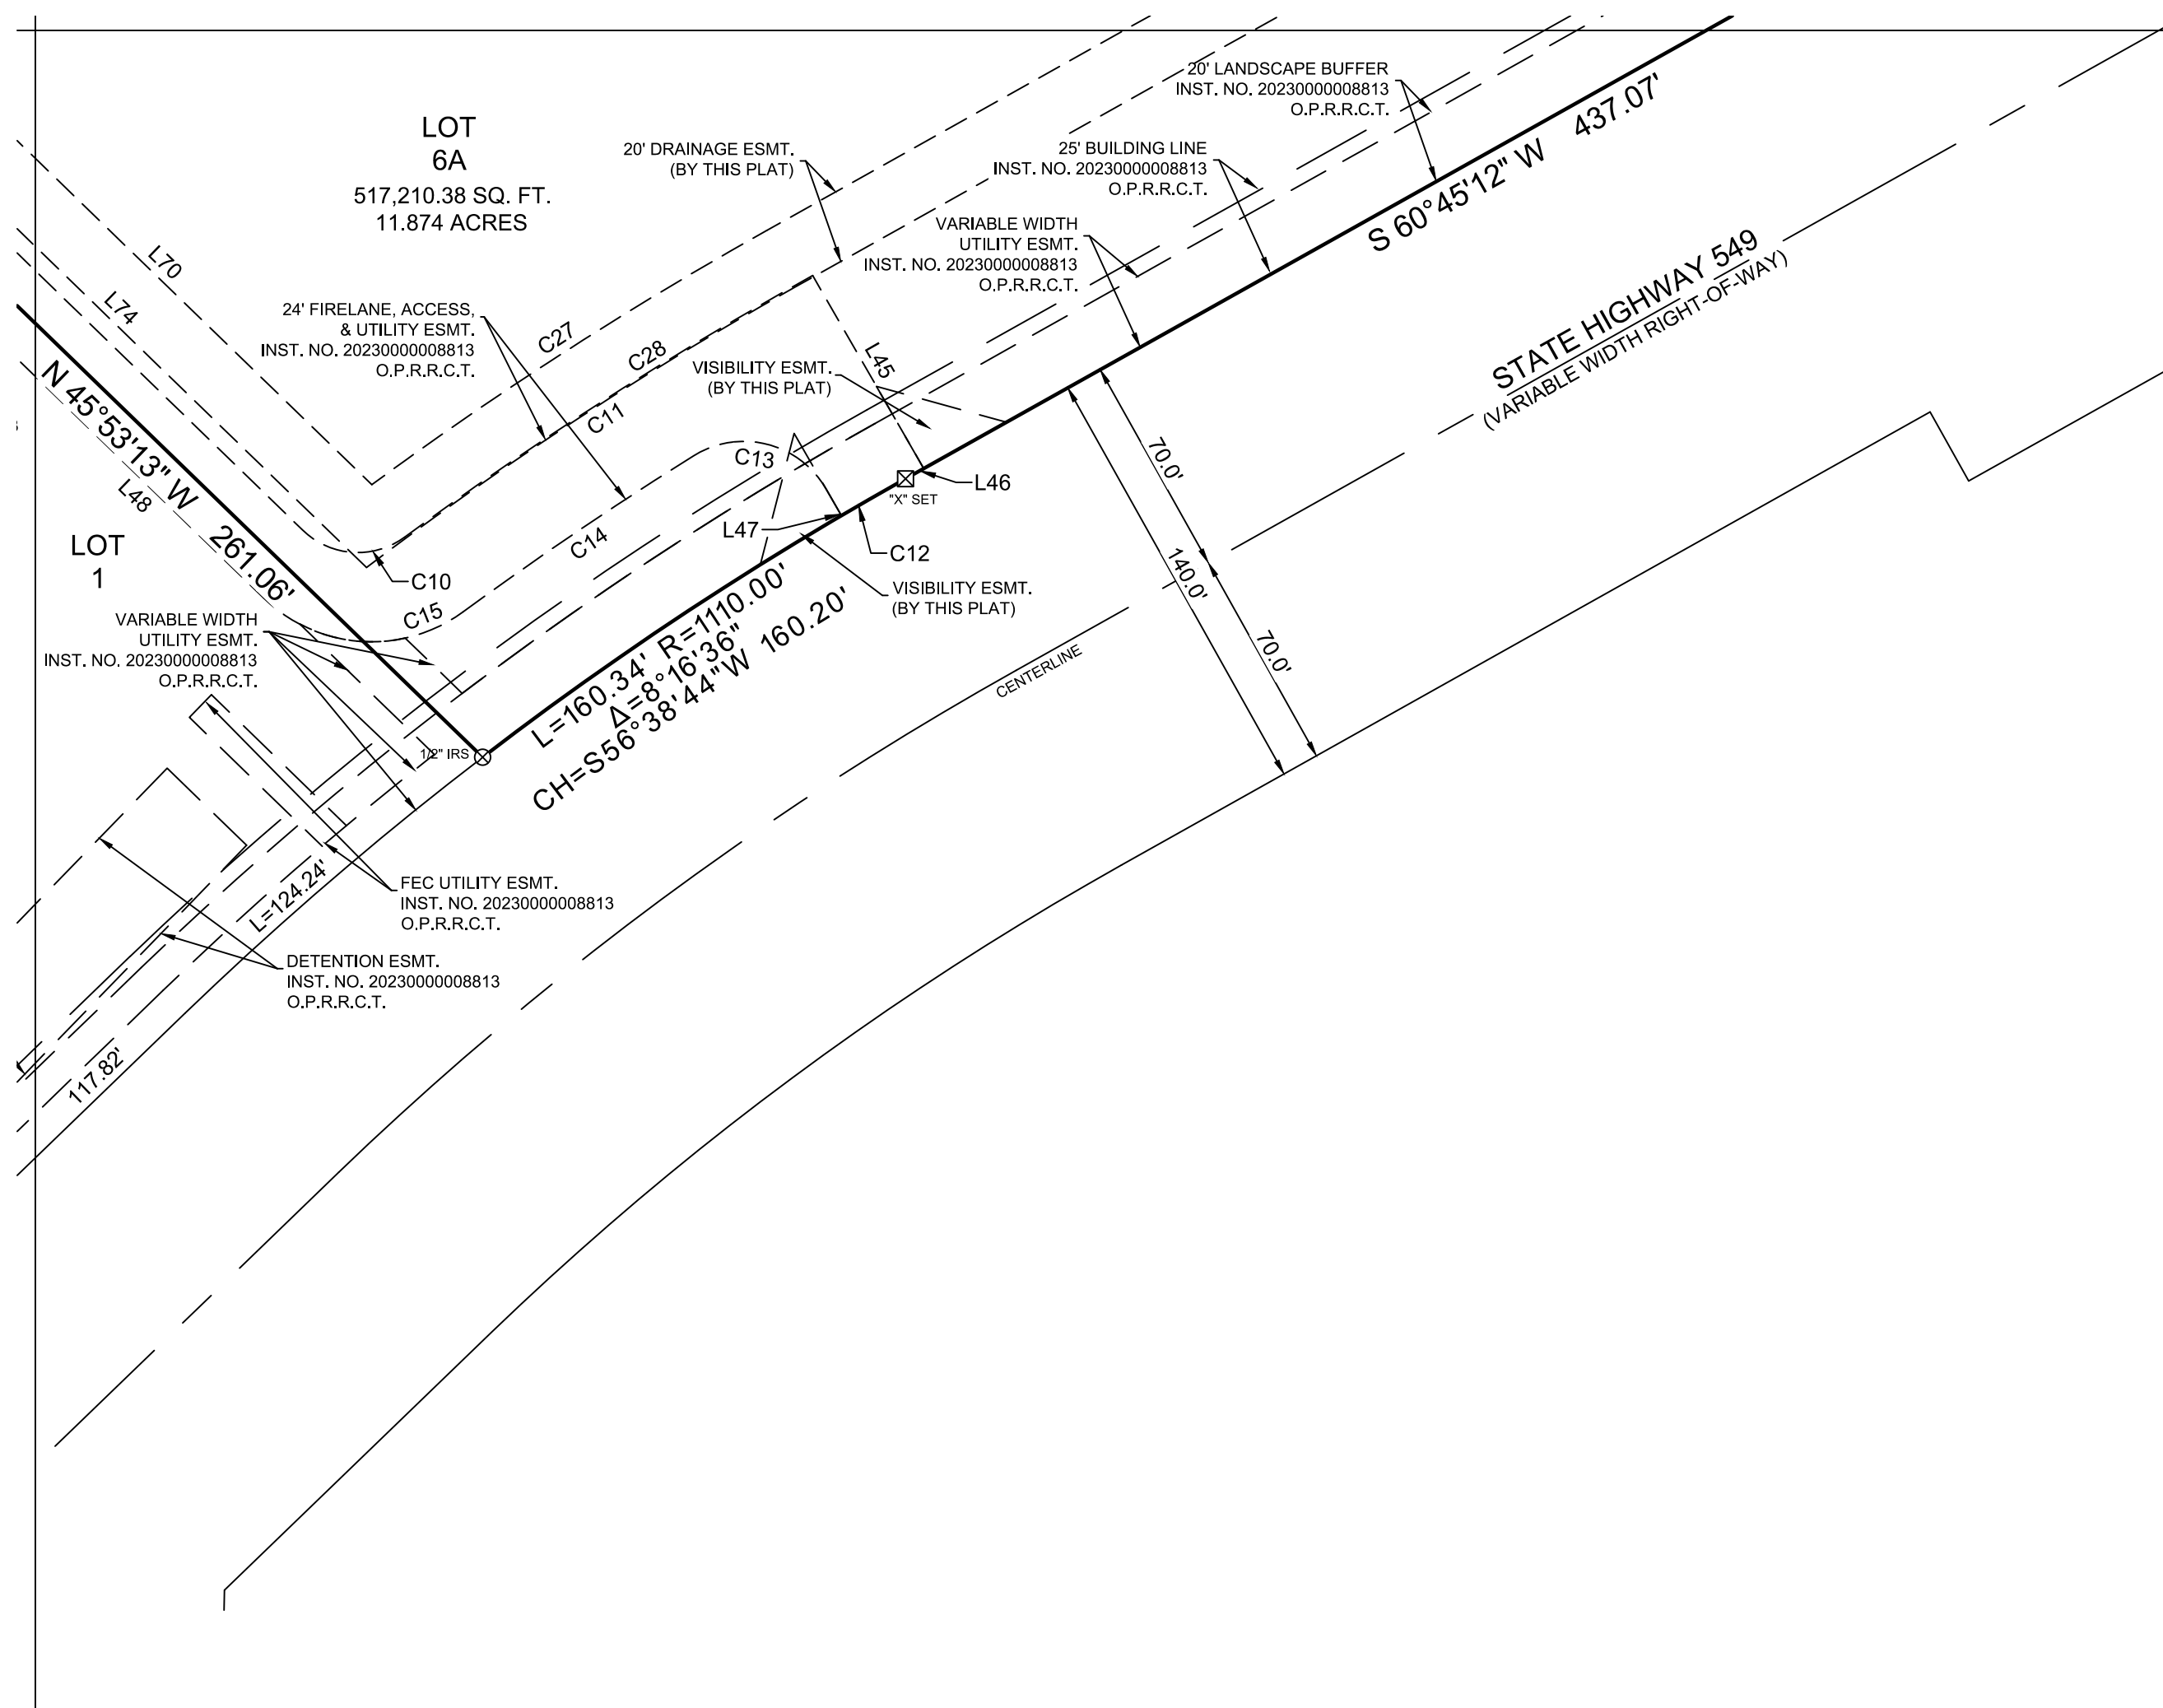 20' LANDSCAPE BUFFER
INST. NO. 20230000008813
O.P.R.R.C.T.
S 60°45'12" W 437.07'
LOT
6A
517,210.38 SQ. FT.
11.874 ACRES
20' DRAINAGE ESMT.
(BY THIS PLAT)
25' BUILDING LINE
INST. NO. 20230000008813
O.P.R.R.C.T.
VARIABLE WIDTH
UTILITY ESMT.
INST. NO. 20230000008813
O.P.R.R.C.T.
STATE HIGHWAY 549
(VARIABLE WIDTH RIGHT-OF-WAY)
L70
L74
24' FIRELANE, ACCESS,
& UTILITY ESMT.
INST. NO. 20230000008813
O.P.R.R.C.T.
C27
C28
C11
VISIBILITY ESMT.
(BY THIS PLAT)
L45
N 45°53'13" W 261.06'
L48
C13
"X" SET
L46
L47
C12
C14
C10
C15
70.0'
140.0'
70.0'
LOT
1
VISIBILITY ESMT.
(BY THIS PLAT)
VARIABLE WIDTH
UTILITY ESMT.
INST. NO. 20230000008813
O.P.R.R.C.T.
L=160.34' R=1110.00'
Δ=8°16'36"
CH=S56°38'44"W 160.20'
CENTERLINE
1/2" IRS
FEC UTILITY ESMT.
INST. NO. 20230000008813
O.P.R.R.C.T.
L=124.24'
DETENTION ESMT.
INST. NO. 20230000008813
O.P.R.R.C.T.
117.82'